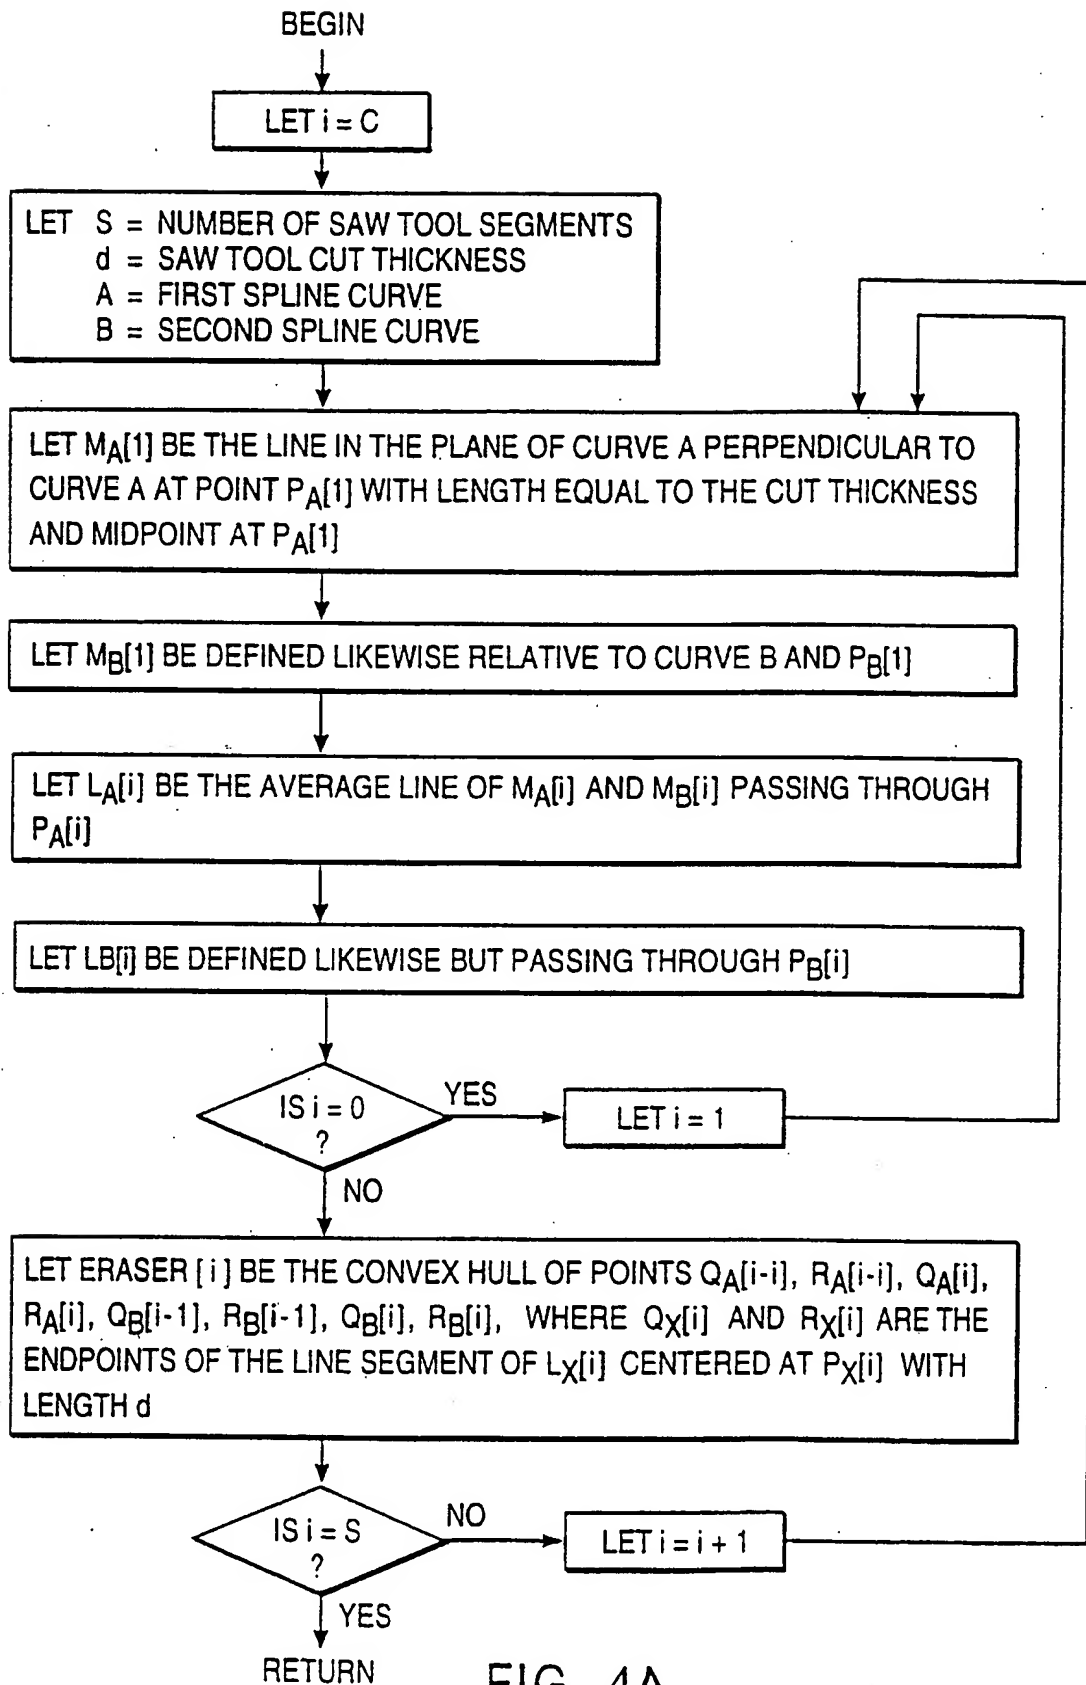 BEGIN
LET i = C
LET S = NUMBER OF SAW TOOL SEGMENTS
d = SAW TOOL CUT THICKNESS
A = FIRST SPLINE CURVE
B = SECOND SPLINE CURVE
LET MA[1] BE THE LINE IN THE PLANE OF CURVE A PERPENDICULAR TO
CURVE A AT POINT PA[1] WITH LENGTH EQUAL TO THE CUT THICKNESS
AND MIDPOINT AT PA[1]
LET MB[1] BE DEFINED LIKEWISE RELATIVE TO CURVE B AND PB[1]
LET LA[i] BE THE AVERAGE LINE OF MA[i] AND MB[i] PASSING THROUGH
PA[i]
LET LB[i] BE DEFINED LIKEWISE BUT PASSING THROUGH PB[i]
IS i = 0
?
YES
LET i = 1
NO
LET ERASER [i] BE THE CONVEX HULL OF POINTS QA[i-i], RA[i-i], QA[i],
RA[i], QB[i-1], RB[i-1], QB[i], RB[i], WHERE QX[i] AND RX[i] ARE THE
ENDPOINTS OF THE LINE SEGMENT OF LX[i] CENTERED AT PX[i] WITH
LENGTH d
IS i = S
?
NO
LET i = i + 1
YES
RETURN
FIG. 4A